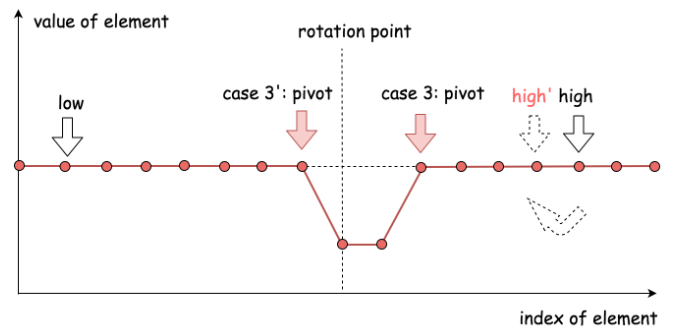 value of element
rotation point
low
case 3': pivot
case 3: pivot
high' high
index of element